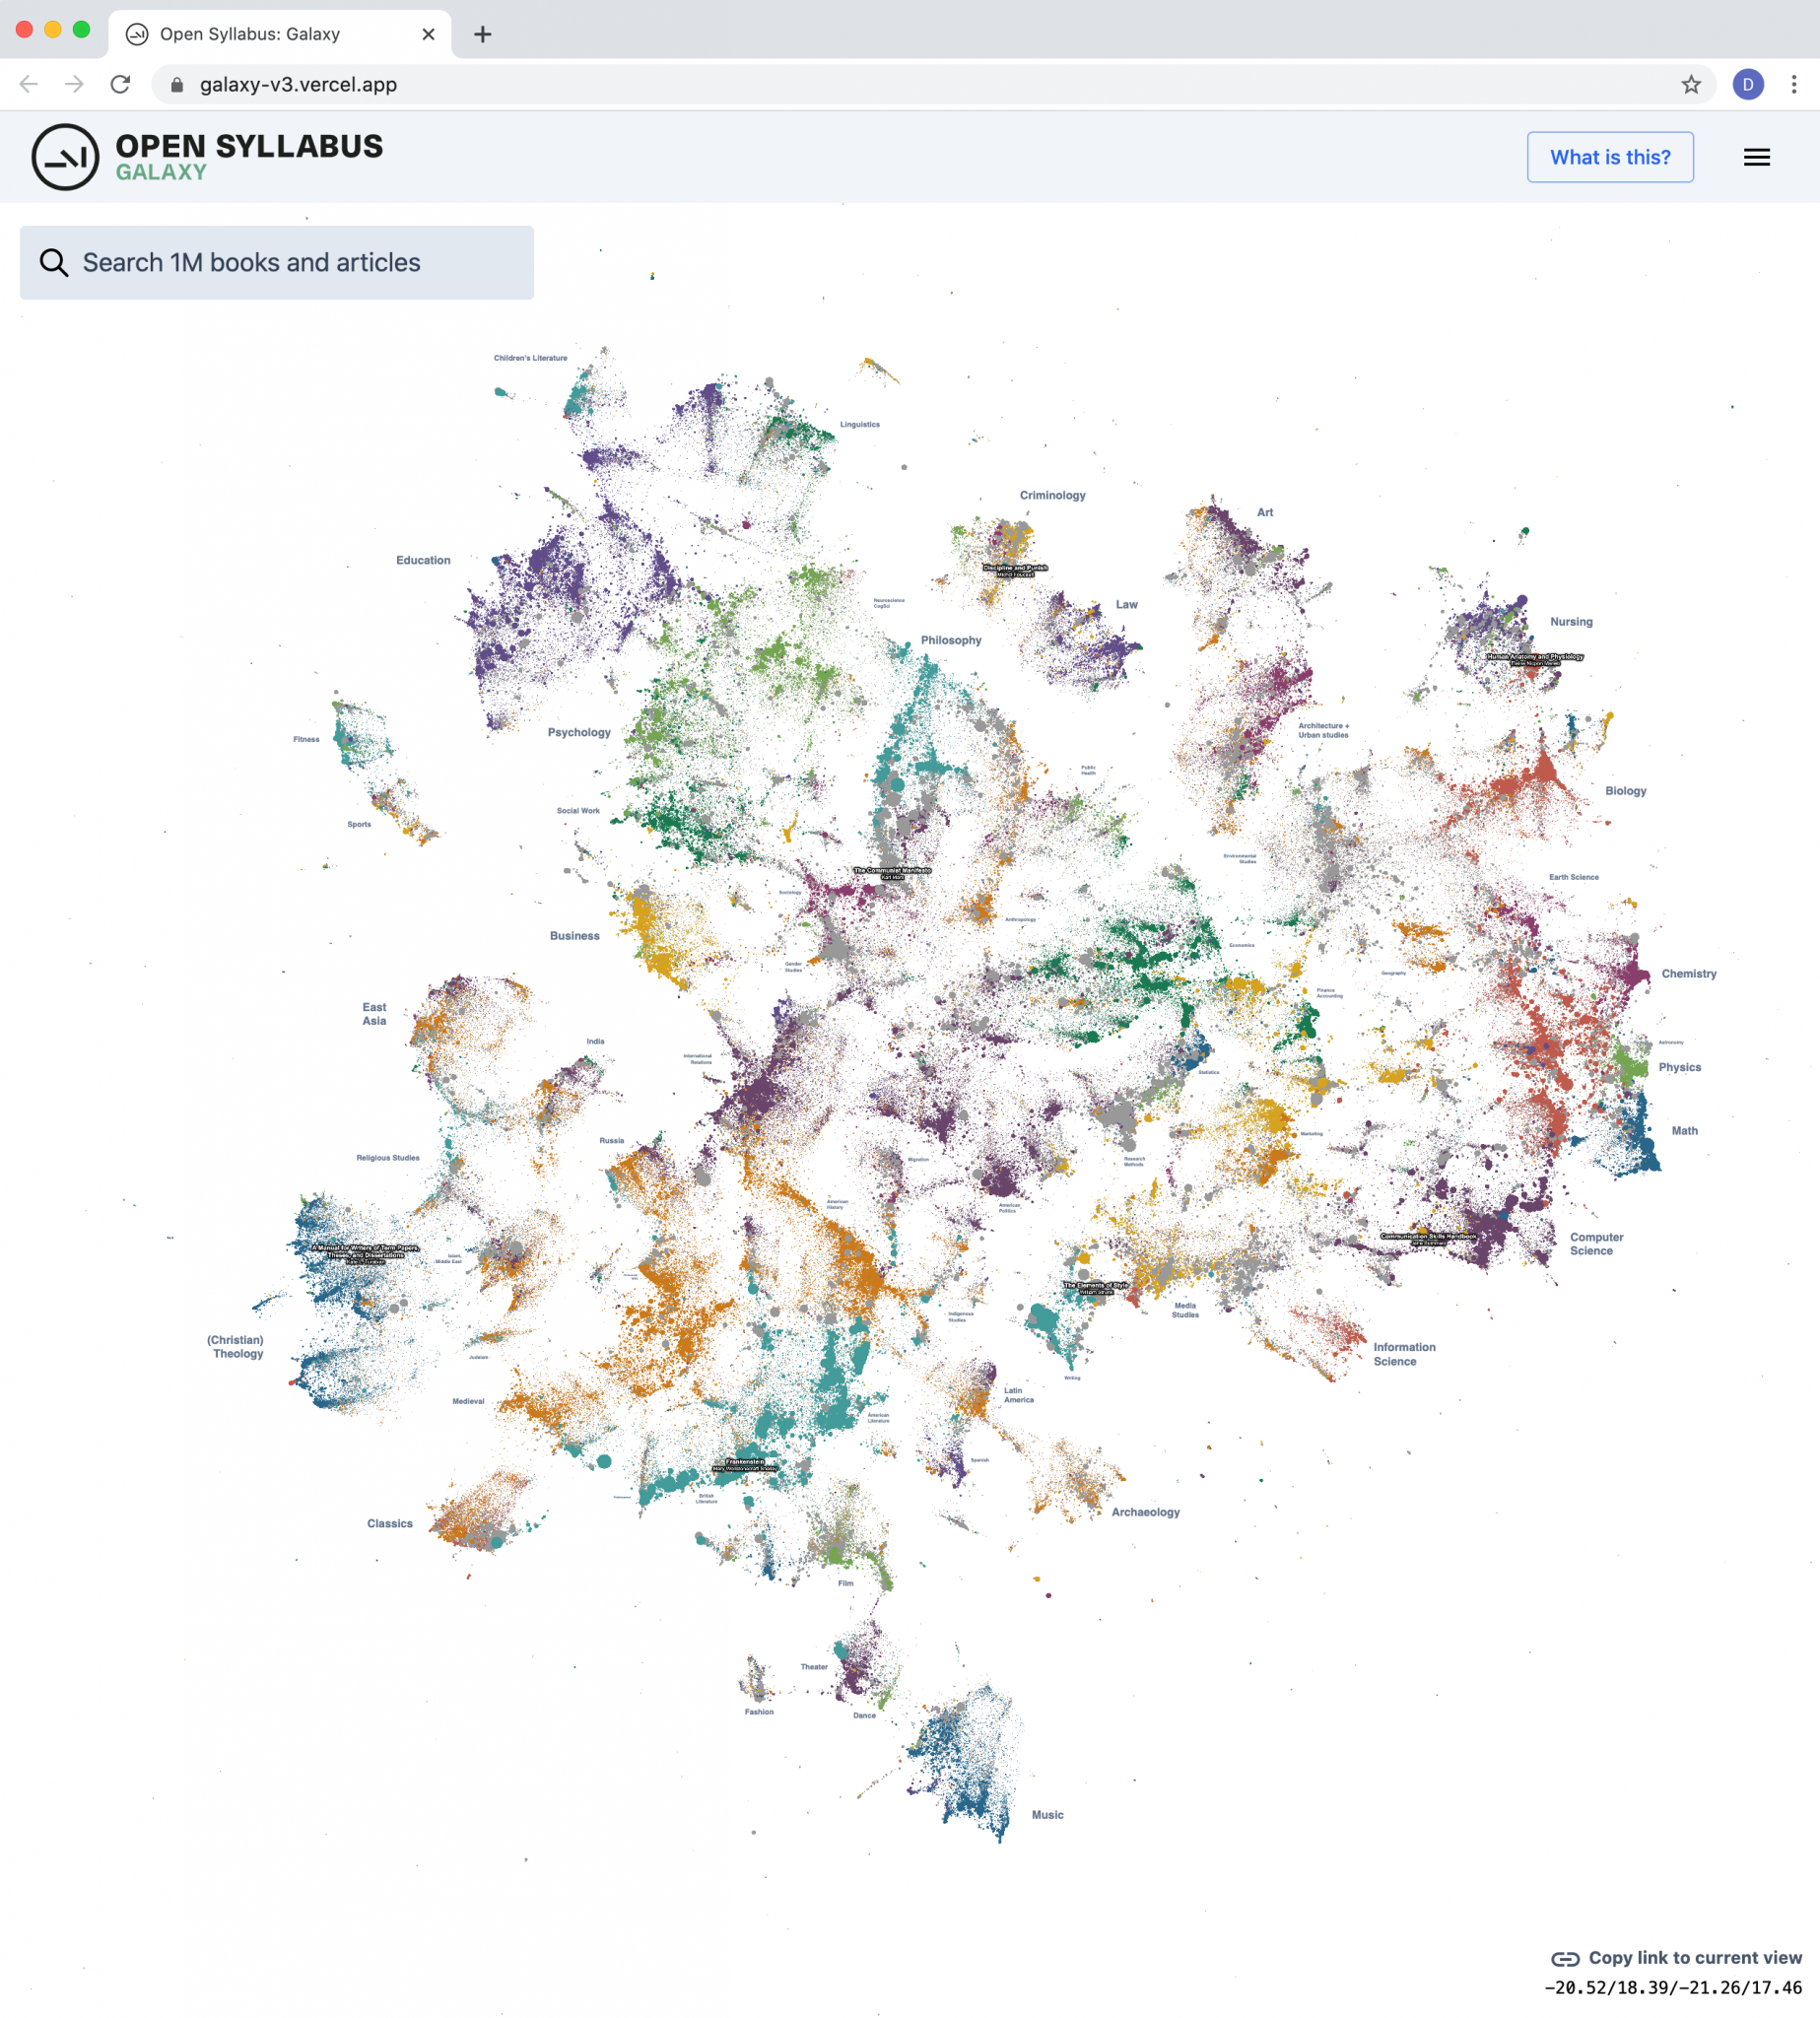 Open Syllabus: Galaxy
galaxy-v3.vercel.app
D
OPEN SYLLABUS
GALAXY
What is this?
Search 1M books and articles
Children's Literature
Linguistics
Criminology
Art
Discipline and Punish
Michel Foucault
Education
Neuroscience
CogSci
Law
Philosophy
Nursing
Human Anatomy and Physiology
Elaine Nicpon Marieb
Fitness
Psychology
Architecture +
Urban studies
Public
Health
Biology
Social Work
Sports
Environmental
Studies
The Communist Manifesto
Karl Marx
Earth Science
Sociology
Anthropology
Business
Economics
Gender
Studies
Geography
Chemistry
Finance
Accounting
East
Asia
India
International
Relations
Astronomy
Physics
Statistics
Math
Marketing
Russia
Religious Studies
Migration
Research
Methods
American
History
American
Politics
A Manual for Writers of Term Papers,
Theses, and Dissertations
Kate L. Turabian
Islam,
Middle East
Communication Skills Handbook
Computer
Science
The Elements of Style
William Strunk
Media
Studies
Indigenous
Studies
(Christian)
Theology
Information
Science
Judaism
Writing
Latin
America
Medieval
American
Literature
Frankenstein
Mary Wollstonecraft Shelley
Spanish
British
Literature
Archaeology
Classics
Film
Theater
Fashion
Dance
Music
Copy link to current view
-20.52/18.39/-21.26/17.46